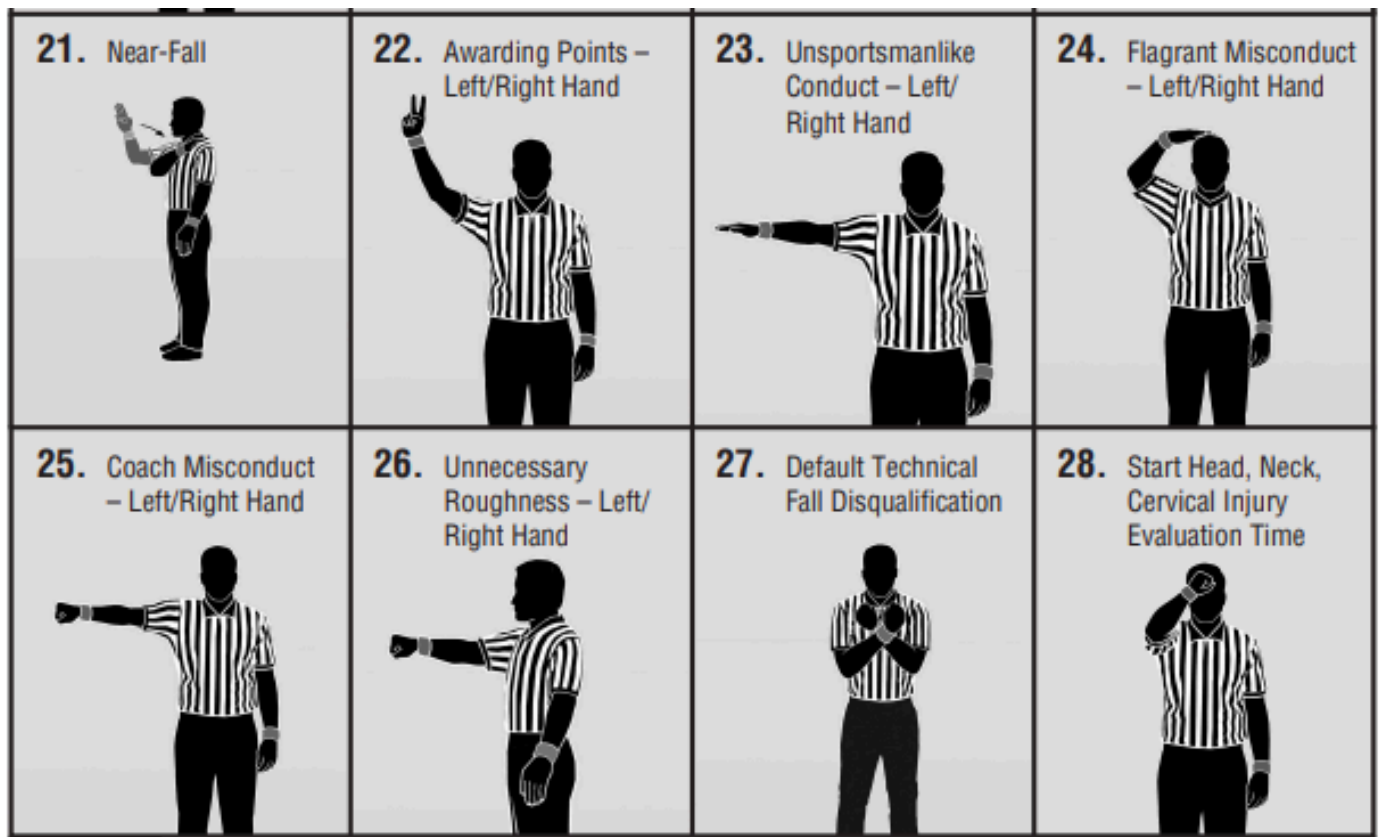 21. Near-Fall
22. Awarding Points –
Left/Right Hand
23. Unsportsmanlike
Conduct – Left/
Right Hand
24. Flagrant Misconduct
– Left/Right Hand
25. Coach Misconduct
– Left/Right Hand
26. Unnecessary
Roughness – Left/
Right Hand
27. Default Technical
Fall Disqualification
28. Start Head, Neck,
Cervical Injury
Evaluation Time